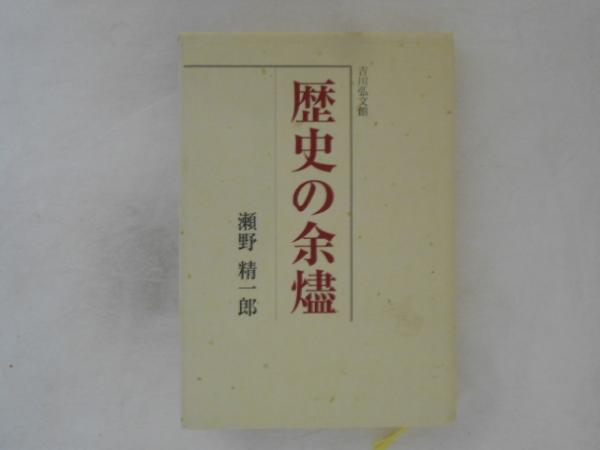 吉川弘文館
歴史の余燼
瀬野 精一郎